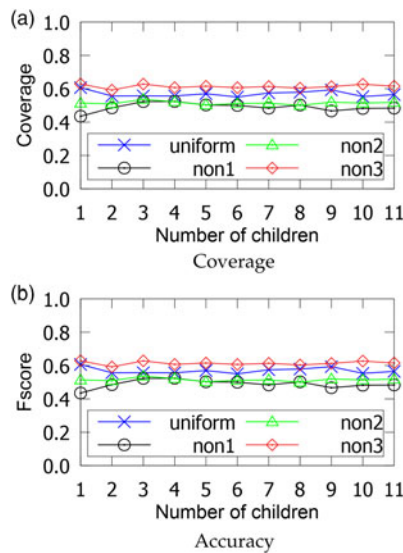 (a)
1.0
0.8
0.6
0.4
0.2
0.0
Coverage
uniform non2
non1 non3
1 2 3 4 5 6 7 8 9 10 11
Number of children
Coverage
(b)
1.0
0.8
0.6
0.4
0.2
0.0
Fscore
uniform non2
non1 non3
1 2 3 4 5 6 7 8 9 10 11
Number of children
Accuracy